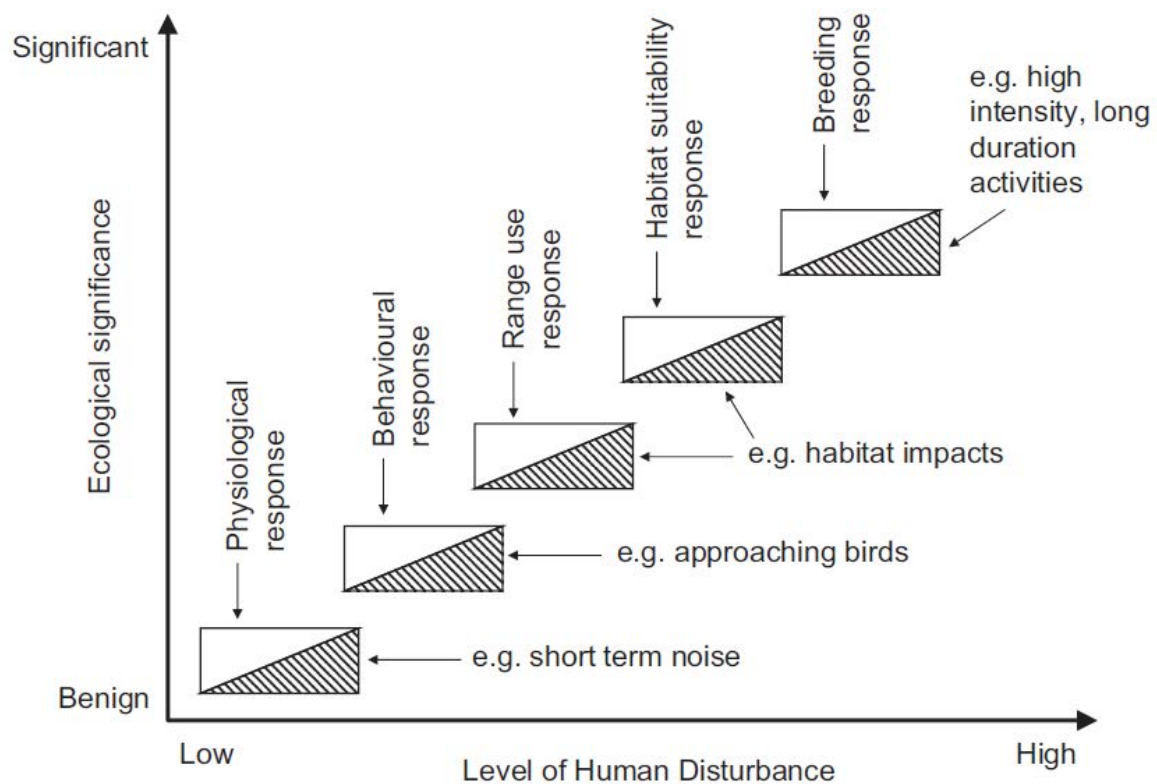 Significant
Ecological significance
Benign
Physiological
response
Behavioural
response
Range use
response
Habitat suitability
response
Breeding
response
e.g. high
intensity, long
duration
activities
e.g. habitat impacts
e.g. approaching birds
e.g. short term noise
Low
Level of Human Disturbance
High